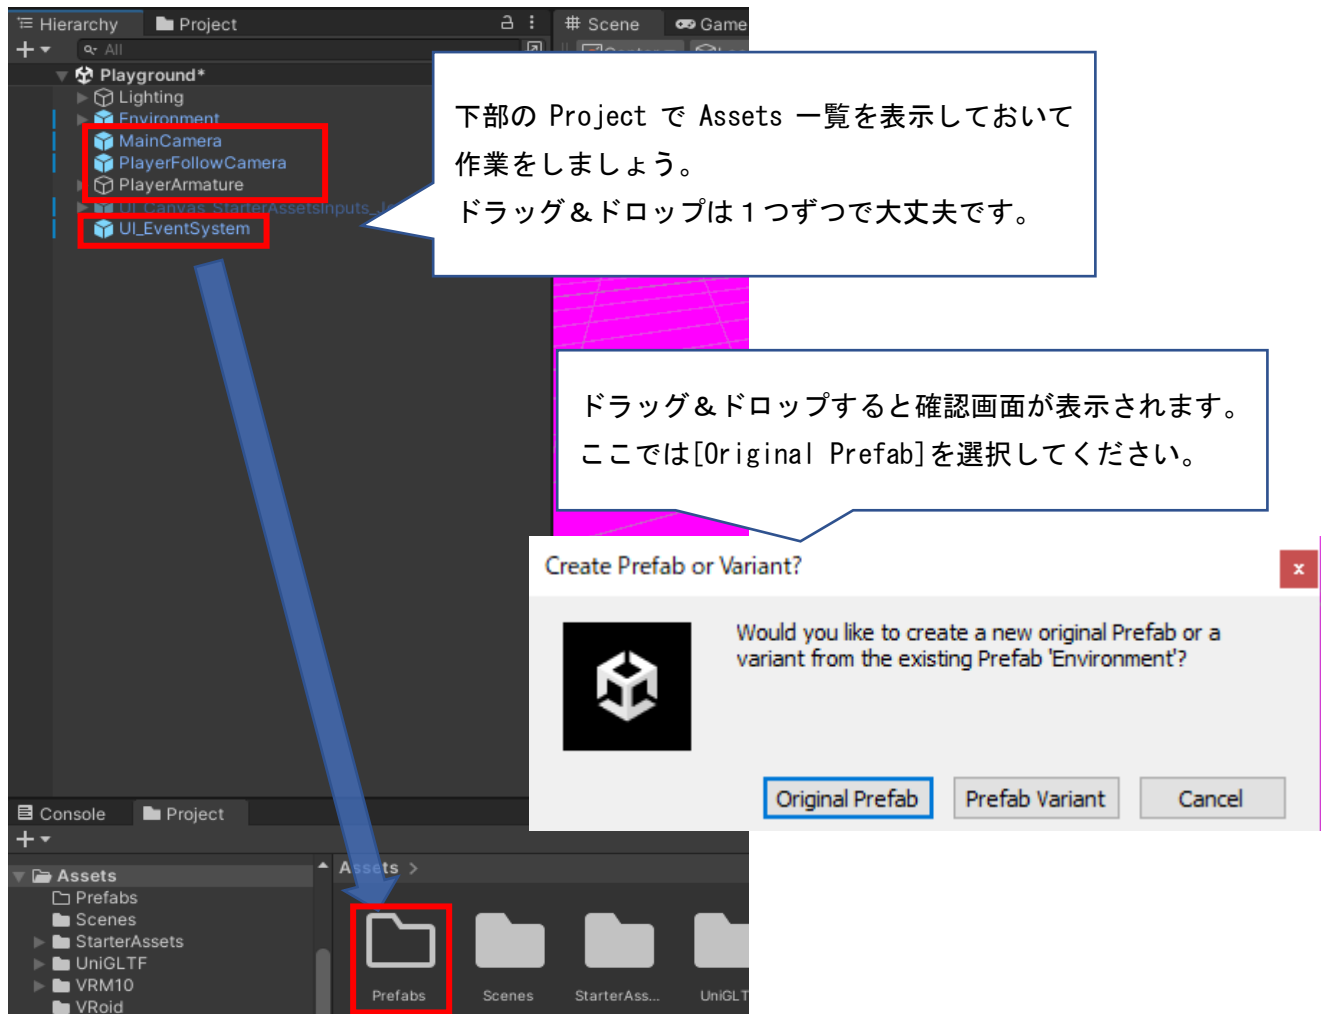 Hierarchy
Project
Scene
Game
All
Playground*
Lighting
Environment
MainCamera
PlayerFollowCamera
PlayerArmature
UI_Canvas_StarterAssetsInputs_Jo
UI_EventSystem
下部の Project で Assets 一覧を表示しておいて
作業をしましょう。
ドラッグ＆ドロップは１つずつで大丈夫です。
ドラッグ＆ドロップすると確認画面が表示されます。
ここでは[Original Prefab]を選択してください。
Create Prefab or Variant?
Would you like to create a new original Prefab or a
variant from the existing Prefab 'Environment'?
Original Prefab
Prefab Variant
Cancel
Console
Project
Assets
Prefabs
Scenes
StarterAssets
UniGLTF
VRM10
VRoid
Assets >
Prefabs
Scenes
StarterAss...
UniGLT